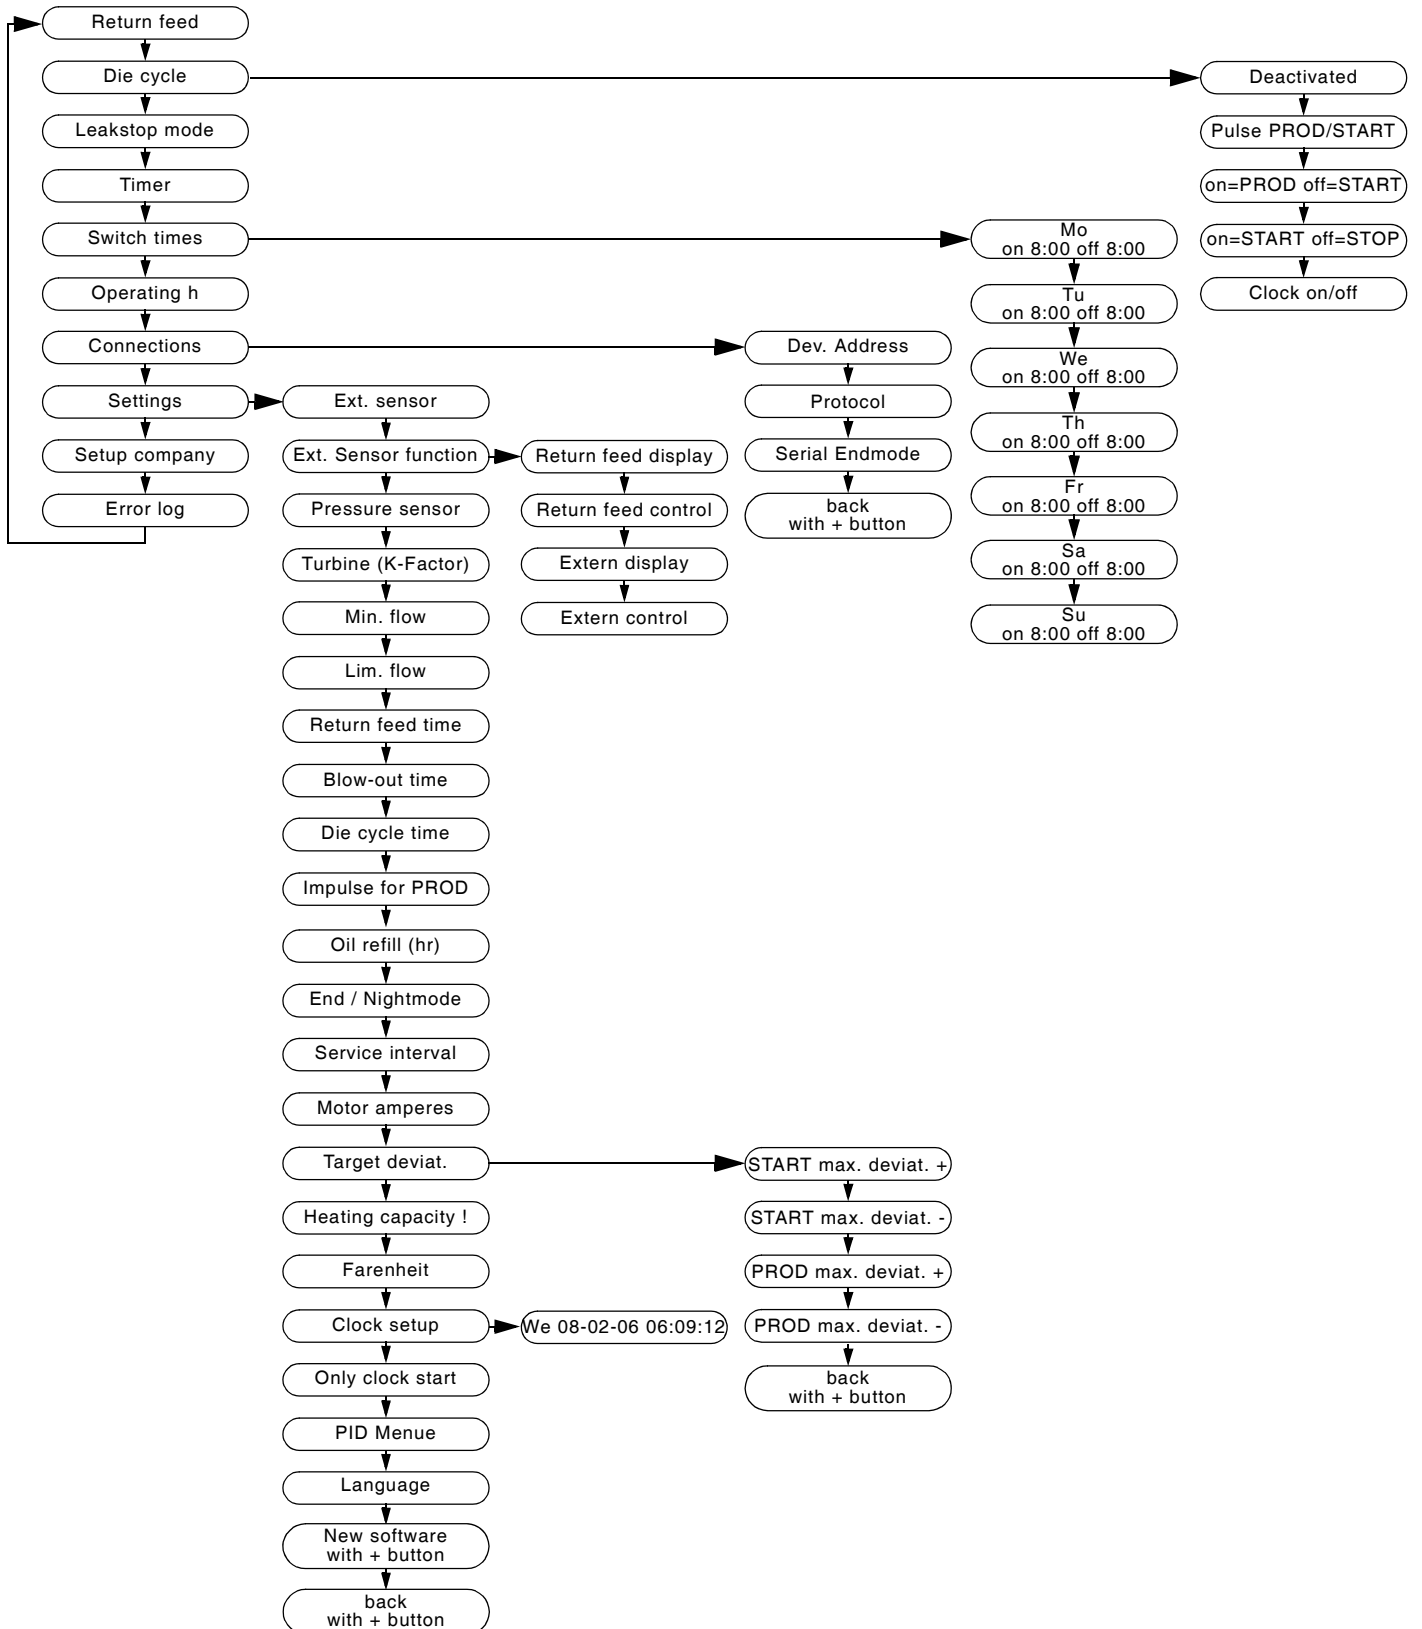 Return feed
Die cycle
Leakstop mode
Timer
Switch times
Operating h
Connections
Settings
Setup company
Error log
Ext. sensor
Ext. Sensor function
Pressure sensor
Turbine (K-Factor)
Min. flow
Lim. flow
Return feed time
Blow-out time
Die cycle time
Impulse for PROD
Oil refill (hr)
End / Nightmode
Service interval
Motor amperes
Target deviat.
Heating capacity !
Farenheit
Clock setup
Only clock start
PID Menue
Language
New software
with + button
back
with + button
Return feed display
Return feed control
Extern display
Extern control
We 08-02-06 06:09:12
Dev. Address
Protocol
Serial Endmode
back
with + button
START max. deviat. +
START max. deviat. -
PROD max. deviat. +
PROD max. deviat. -
back
with + button
Mo
on 8:00 off 8:00
Tu
on 8:00 off 8:00
We
on 8:00 off 8:00
Th
on 8:00 off 8:00
Fr
on 8:00 off 8:00
Sa
on 8:00 off 8:00
Su
on 8:00 off 8:00
Deactivated
Pulse PROD/START
on=PROD off=START
on=START off=STOP
Clock on/off